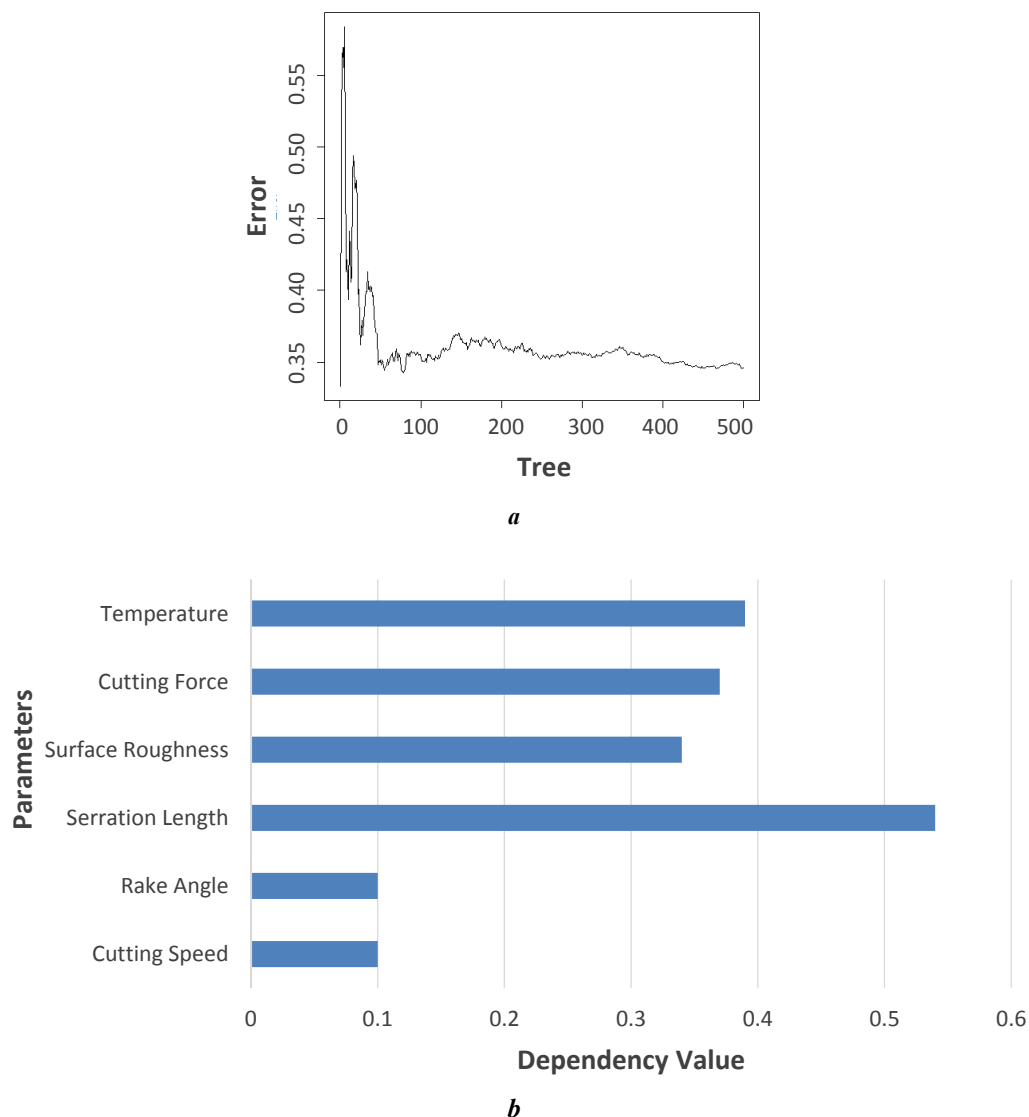 0.55
0.50
0.45
0.40
0.35
Error
0 100 200 300 400 500
Tree
a
Parameters
Temperature
Cutting Force
Surface Roughness
Serration Length
Rake Angle
Cutting Speed
0 0.1 0.2 0.3 0.4 0.5 0.6
Dependency Value
b